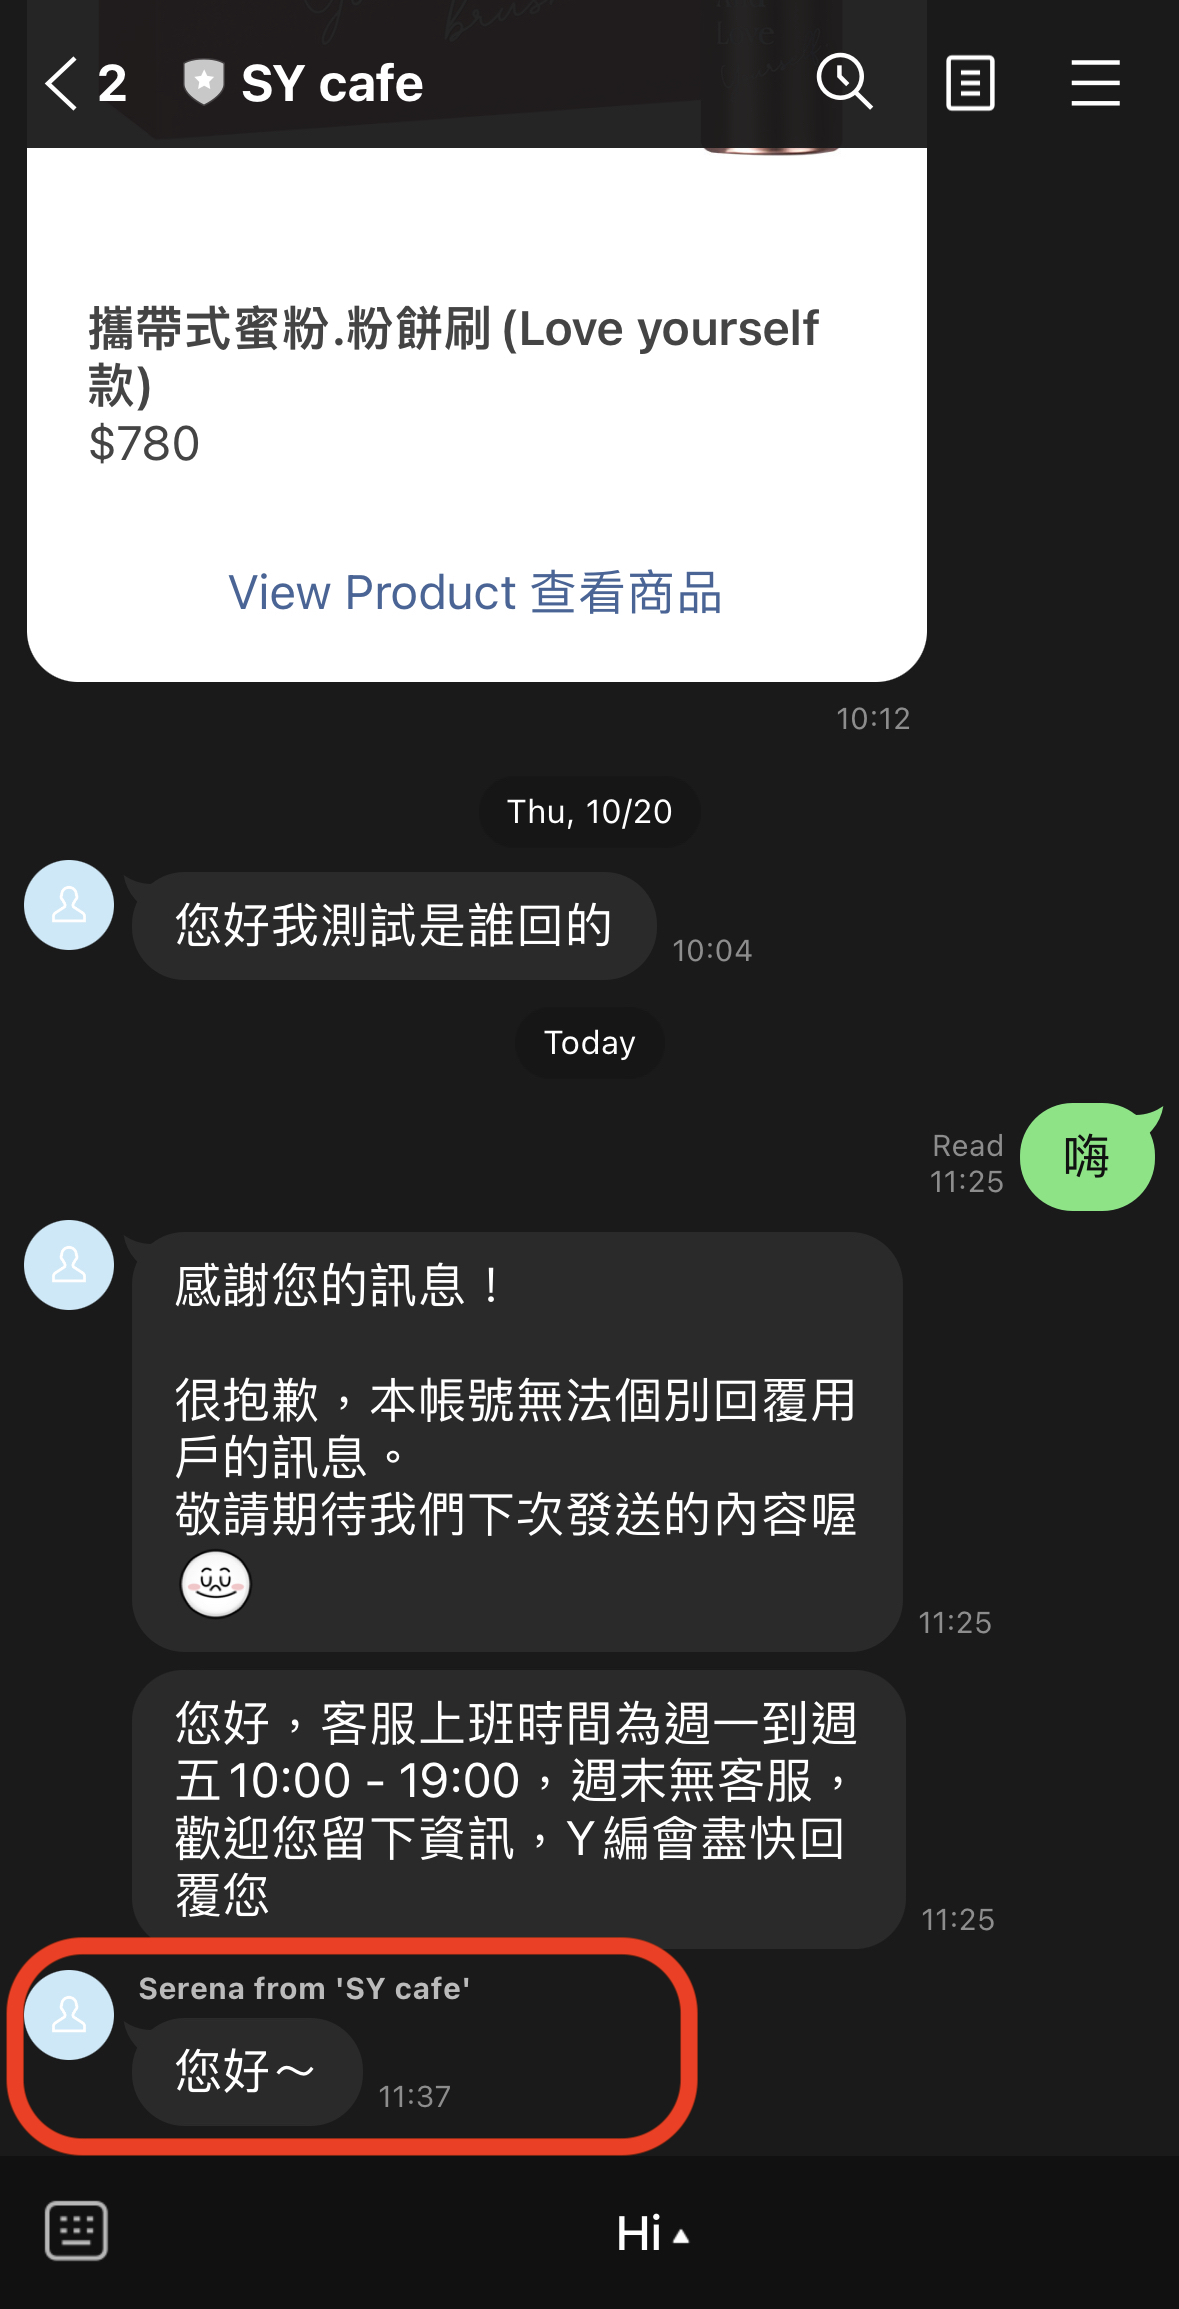 2 SY cafe
攜帶式蜜粉.粉餅刷 (Love yourself
款)
$780
View Product 查看商品
10:12
Thu, 10/20
您好我測試是誰回的
10:04
Today
Read
11:25
嗨
感謝您的訊息！
很抱歉，本帳號無法個別回覆用
戶的訊息。
敬請期待我們下次發送的內容喔
11:25
您好，客服上班時間為週一到週
五10:00 - 19:00，週末無客服，
歡迎您留下資訊，Y編會盡快回
覆您
11:25
Serena from 'SY cafe'
您好～
11:37
Hi